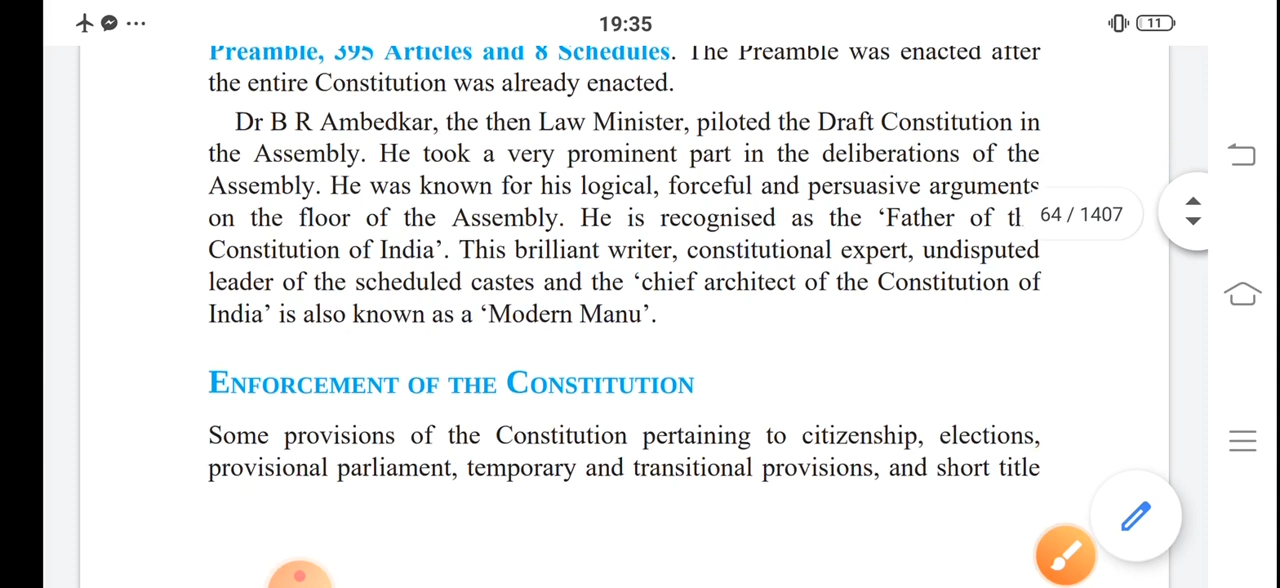 19:35
11
Preamble, 395 Articles and 8 Schedules. The Preamble was enacted after
the entire Constitution was already enacted.
Dr B R Ambedkar, the then Law Minister, piloted the Draft Constitution in
the Assembly. He took a very prominent part in the deliberations of the
Assembly. He was known for his logical, forceful and persuasive arguments
on the floor of the Assembly. He is recognised as the ‘Father of
64 / 1407
Constitution of India’. This brilliant writer, constitutional expert, undisputed
leader of the scheduled castes and the ‘chief architect of the Constitution of
India’ is also known as a ‘Modern Manu’.
ENFORCEMENT OF THE CONSTITUTION
Some provisions of the Constitution pertaining to citizenship, elections,
provisional parliament, temporary and transitional provisions, and short title